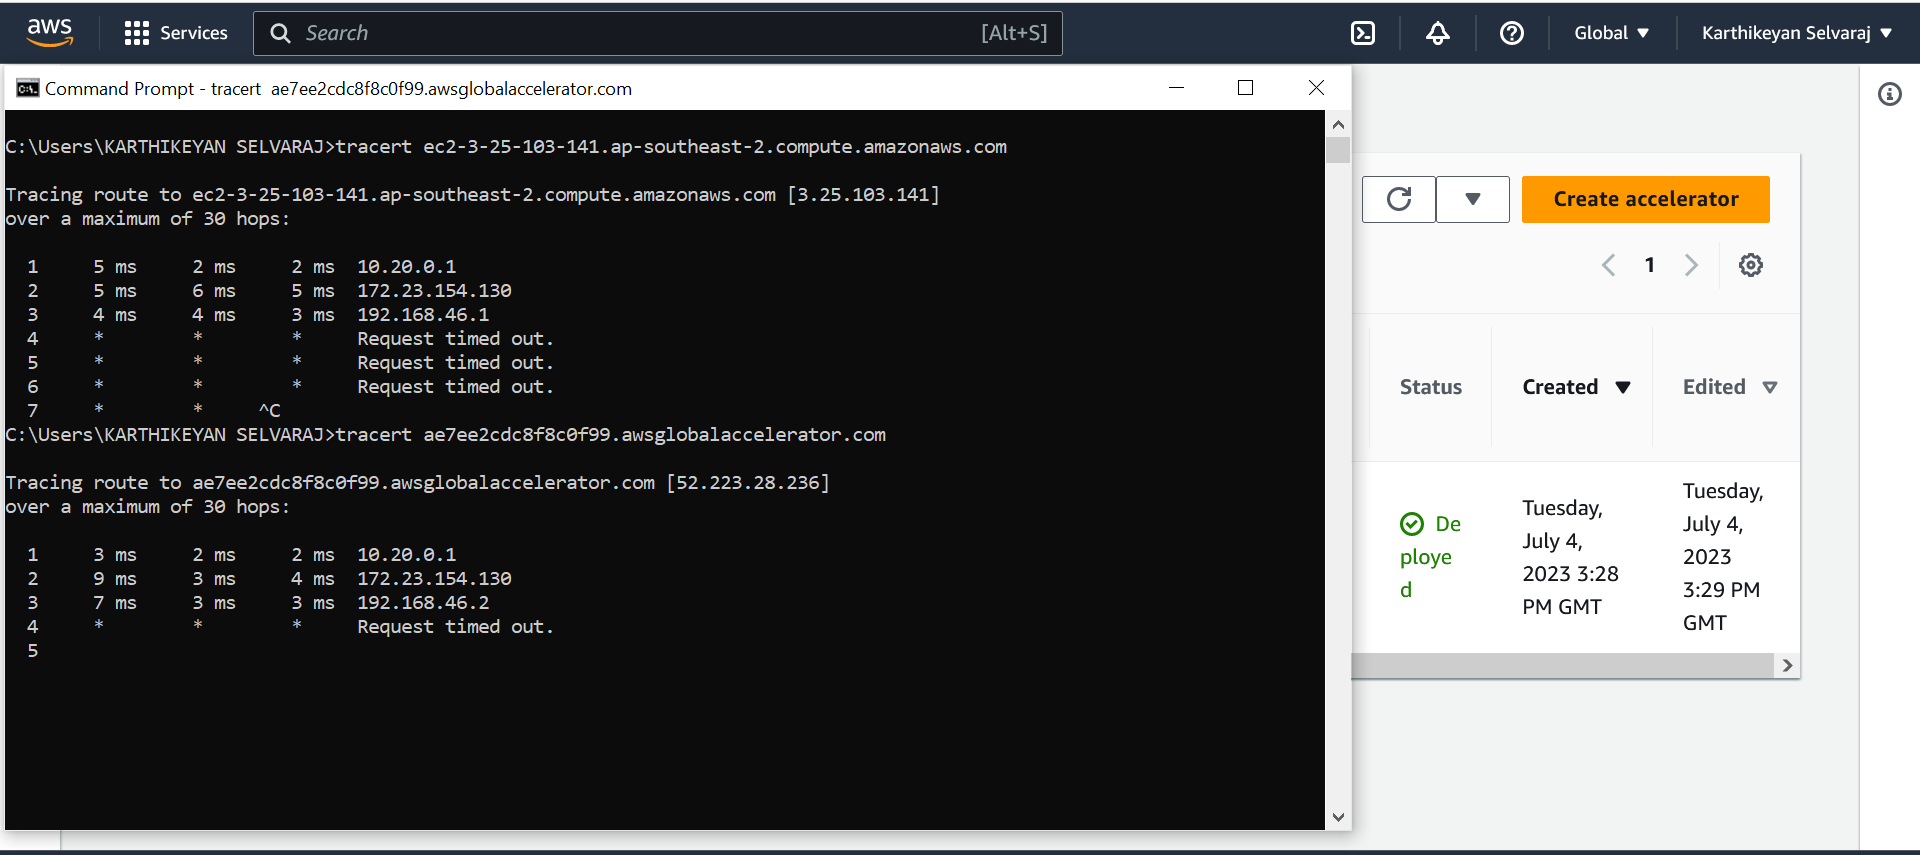 aws Services Search [Alt+S] Global Karthikeyan Selvaraj
Command Prompt - tracert ae7ee2cdc8f8c0f99.awsglobalaccelerator.com
C:\Users\KARTHIKEYAN SELVARAJ>tracert ec2-3-25-103-141.ap-southeast-2.compute.amazonaws.com
Tracing route to ec2-3-25-103-141.ap-southeast-2.compute.amazonaws.com [3.25.103.141]
over a maximum of 30 hops:
1 5 ms 2 ms 2 ms 10.20.0.1
2 5 ms 6 ms 5 ms 172.23.154.130
3 4 ms 4 ms 3 ms 192.168.46.1
4 * * * Request timed out.
5 * * * Request timed out.
6 * * * Request timed out.
7 * * ^C
C:\Users\KARTHIKEYAN SELVARAJ>tracert ae7ee2cdc8f8c0f99.awsglobalaccelerator.com
Tracing route to ae7ee2cdc8f8c0f99.awsglobalaccelerator.com [52.223.28.236]
over a maximum of 30 hops:
1 3 ms 2 ms 2 ms 10.20.0.1
2 9 ms 3 ms 4 ms 172.23.154.130
3 7 ms 3 ms 3 ms 192.168.46.2
4 * * * Request timed out.
5
Create accelerator
1
Status Created Edited
De
ploye
d
Tuesday,
July 4,
2023 3:28
PM GMT
Tuesday,
July 4,
2023
3:29 PM
GMT